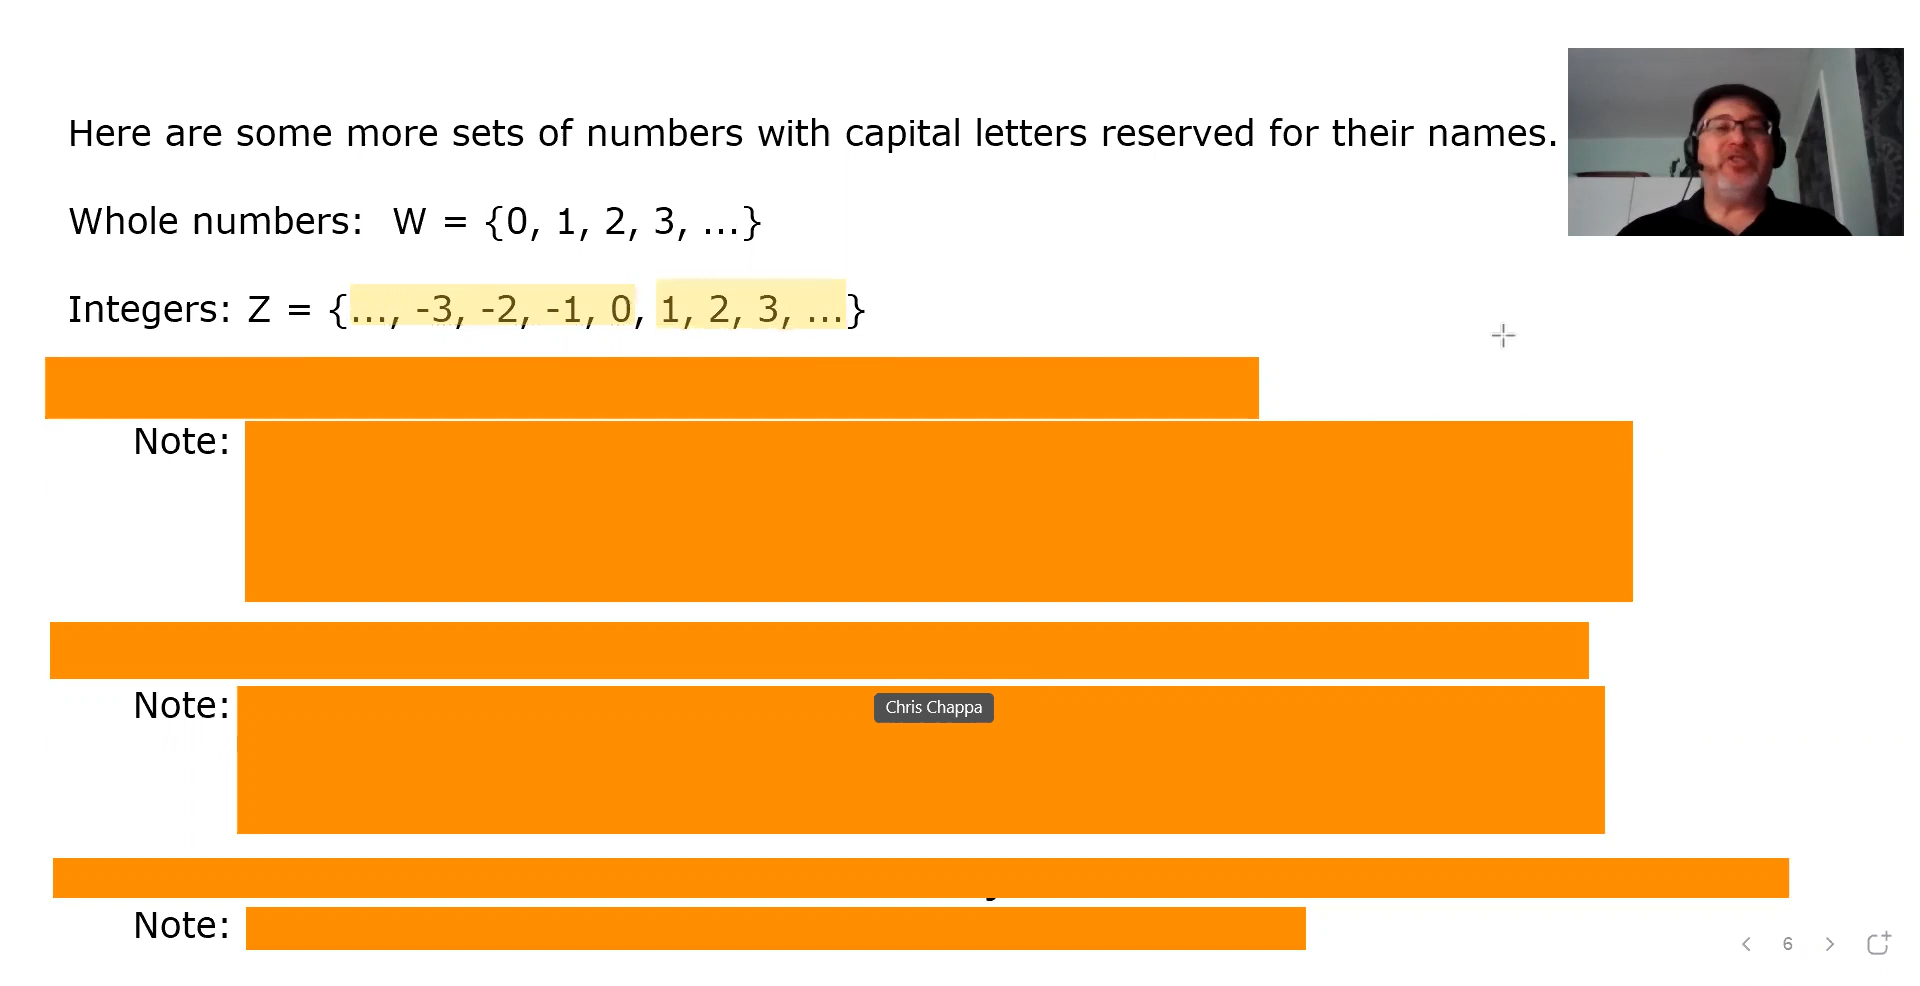 Here are some more sets of numbers with capital letters reserved for their names.
Whole numbers: W = {0, 1, 2, 3, ...}
Integers: Z = {..., -3, -2, -1, 0, 1, 2, 3, ...}
Note:
Note:
Chris Chappa
Note:
6